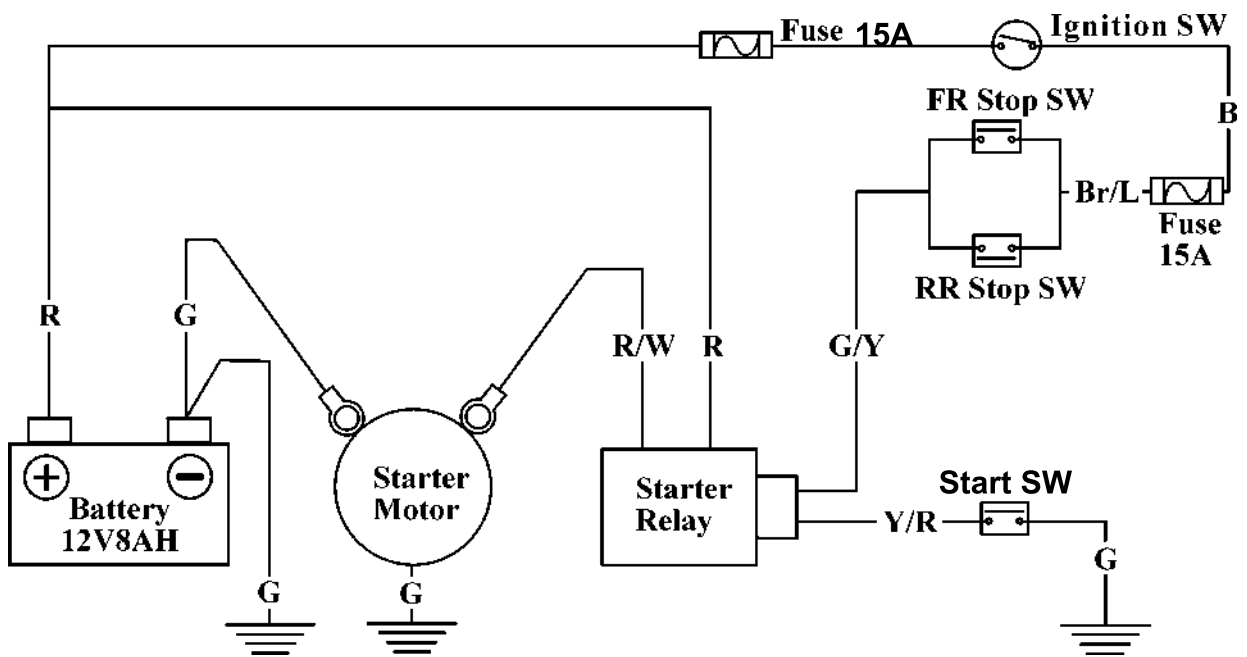 Fuse 15A
Ignition SW
FR Stop SW
B
Br/L
Fuse
15A
RR Stop SW
R
G
R/W
R
G/Y
+
−
Battery
12V8AH
Starter
Motor
Starter
Relay
Start SW
Y/R
G
G
G